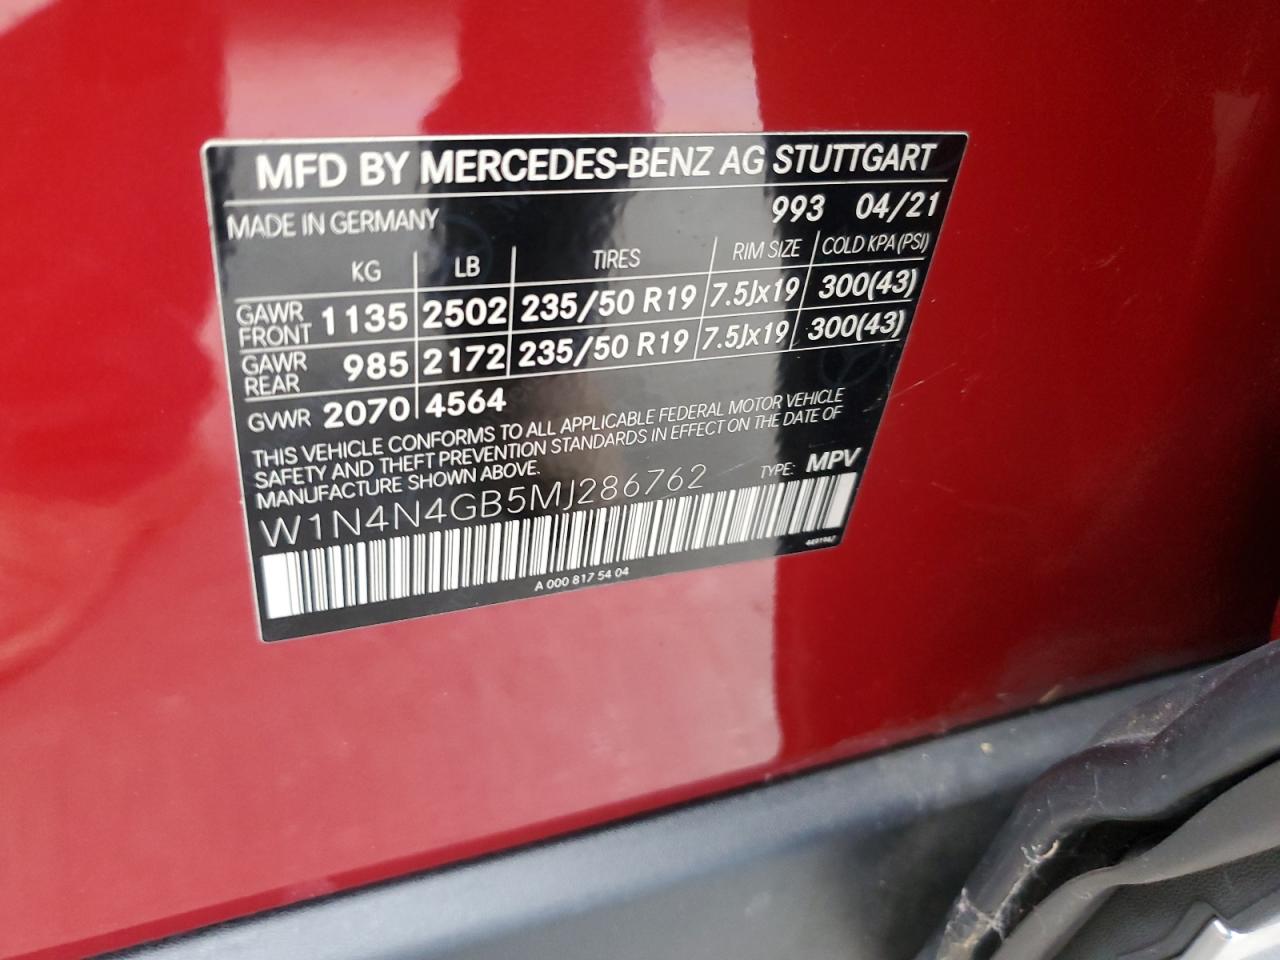 MFD BY MERCEDES-BENZ AG STUTTGART
MADE IN GERMANY 993 04/21
KG LB TIRES RIM SIZE COLD KPA (PSI)
GAWR FRONT 1135 2502 235/50 R19 7.5Jx19 300(43)
GAWR REAR 985 2172 235/50 R19 7.5Jx19 300(43)
GVWR 2070 4564
THIS VEHICLE CONFORMS TO ALL APPLICABLE FEDERAL MOTOR VEHICLE
SAFETY AND THEFT PREVENTION STANDARDS IN EFFECT ON THE DATE OF
MANUFACTURE SHOWN ABOVE.
W1N4N4GB5MJ286762 TYPE: MPV
A 000 817 54 04